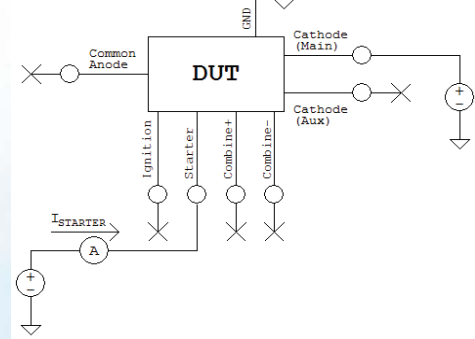 GND
Common
Anode
DUT
Cathode
(Main)
Cathode
(Aux)
Ignition
Starter
Combine+
Combine-
ISTARTER
A
+
−
+
−